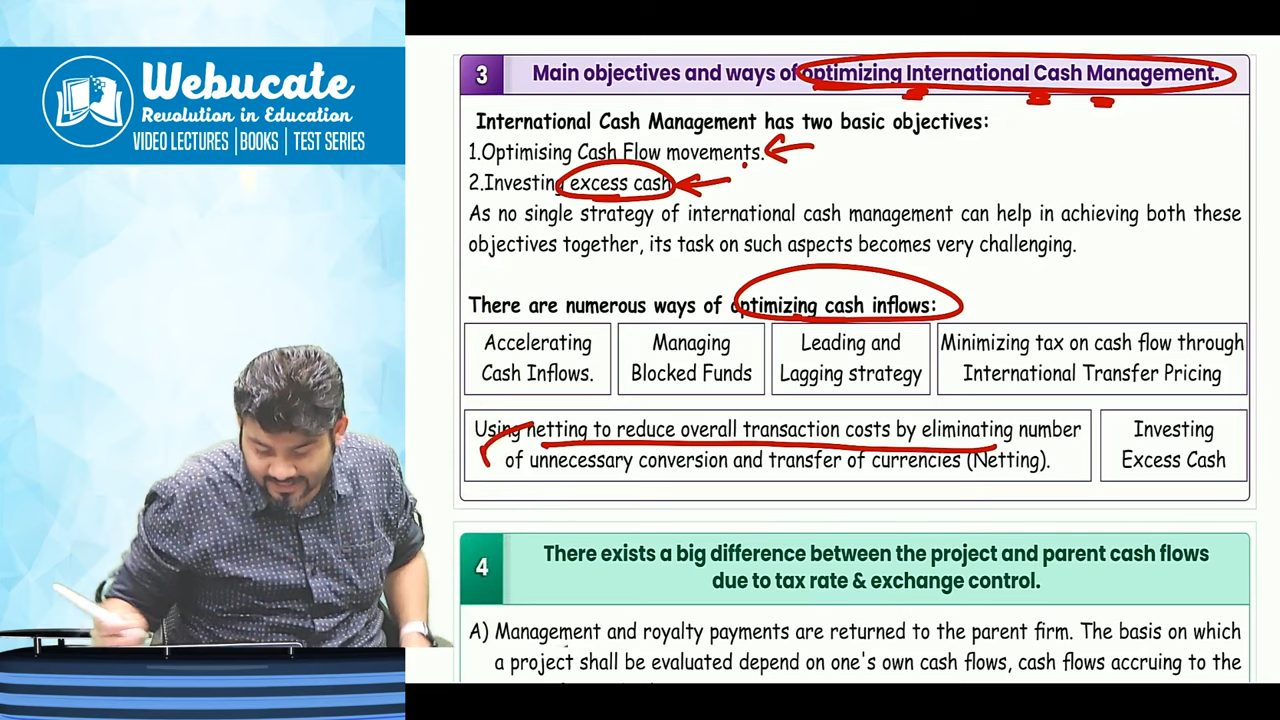 Webucate
Revolution in Education
VIDEO LECTURES | BOOKS | TEST SERIES
3 Main objectives and ways of optimizing International Cash Management.
International Cash Management has two basic objectives:
1.Optimising Cash Flow movements.
2.Investing excess cash
As no single strategy of international cash management can help in achieving both these
objectives together, its task on such aspects becomes very challenging.
There are numerous ways of optimizing cash inflows:
Accelerating
Cash Inflows.
Managing
Blocked Funds
Leading and
Lagging strategy
Minimizing tax on cash flow through
International Transfer Pricing
Using netting to reduce overall transaction costs by eliminating number
of unnecessary conversion and transfer of currencies (Netting).
Investing
Excess Cash
4
There exists a big difference between the project and parent cash flows
due to tax rate & exchange control.
A) Management and royalty payments are returned to the parent firm. The basis on which
a project shall be evaluated depend on one's own cash flows, cash flows accruing to the